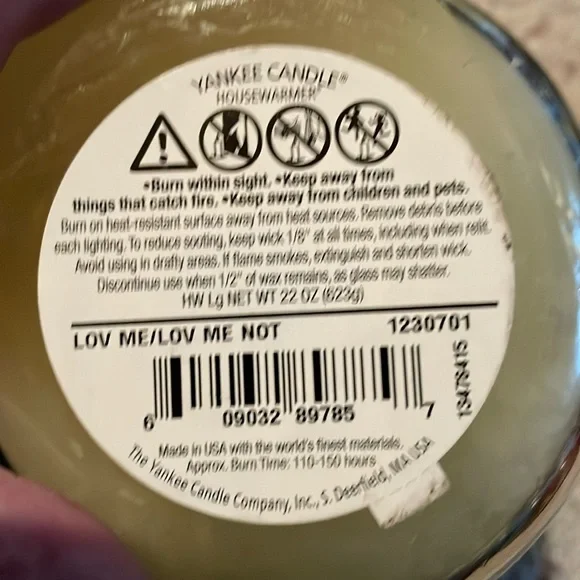 YANKEE CANDLE®
HOUSEWARMER®
•Burn within sight. •Keep away from
things that catch fire. •Keep away from children and pets.
Burn on heat-resistant surface away from heat sources. Remove debris before
each lighting. To reduce sooting, keep wick 1/8" at all times, including when relit.
Avoid using in drafty areas. If flame smokes, extinguish and shorten wick.
Discontinue use when 1/2" of wax remains, as glass may shatter.
HW Lg NET WT 22 OZ (623g)
LOV ME/LOV ME NOT 1230701
6 09032 89785 7
13478415
Made in USA with the world's finest materials.
Approx. Burn Time: 110-150 hours
The Yankee Candle Company, Inc., S. Deerfield, MA USA